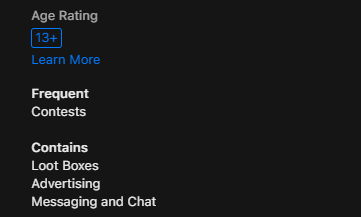 Age Rating
13+
Learn More
Frequent
Contests
Contains
Loot Boxes
Advertising
Messaging and Chat